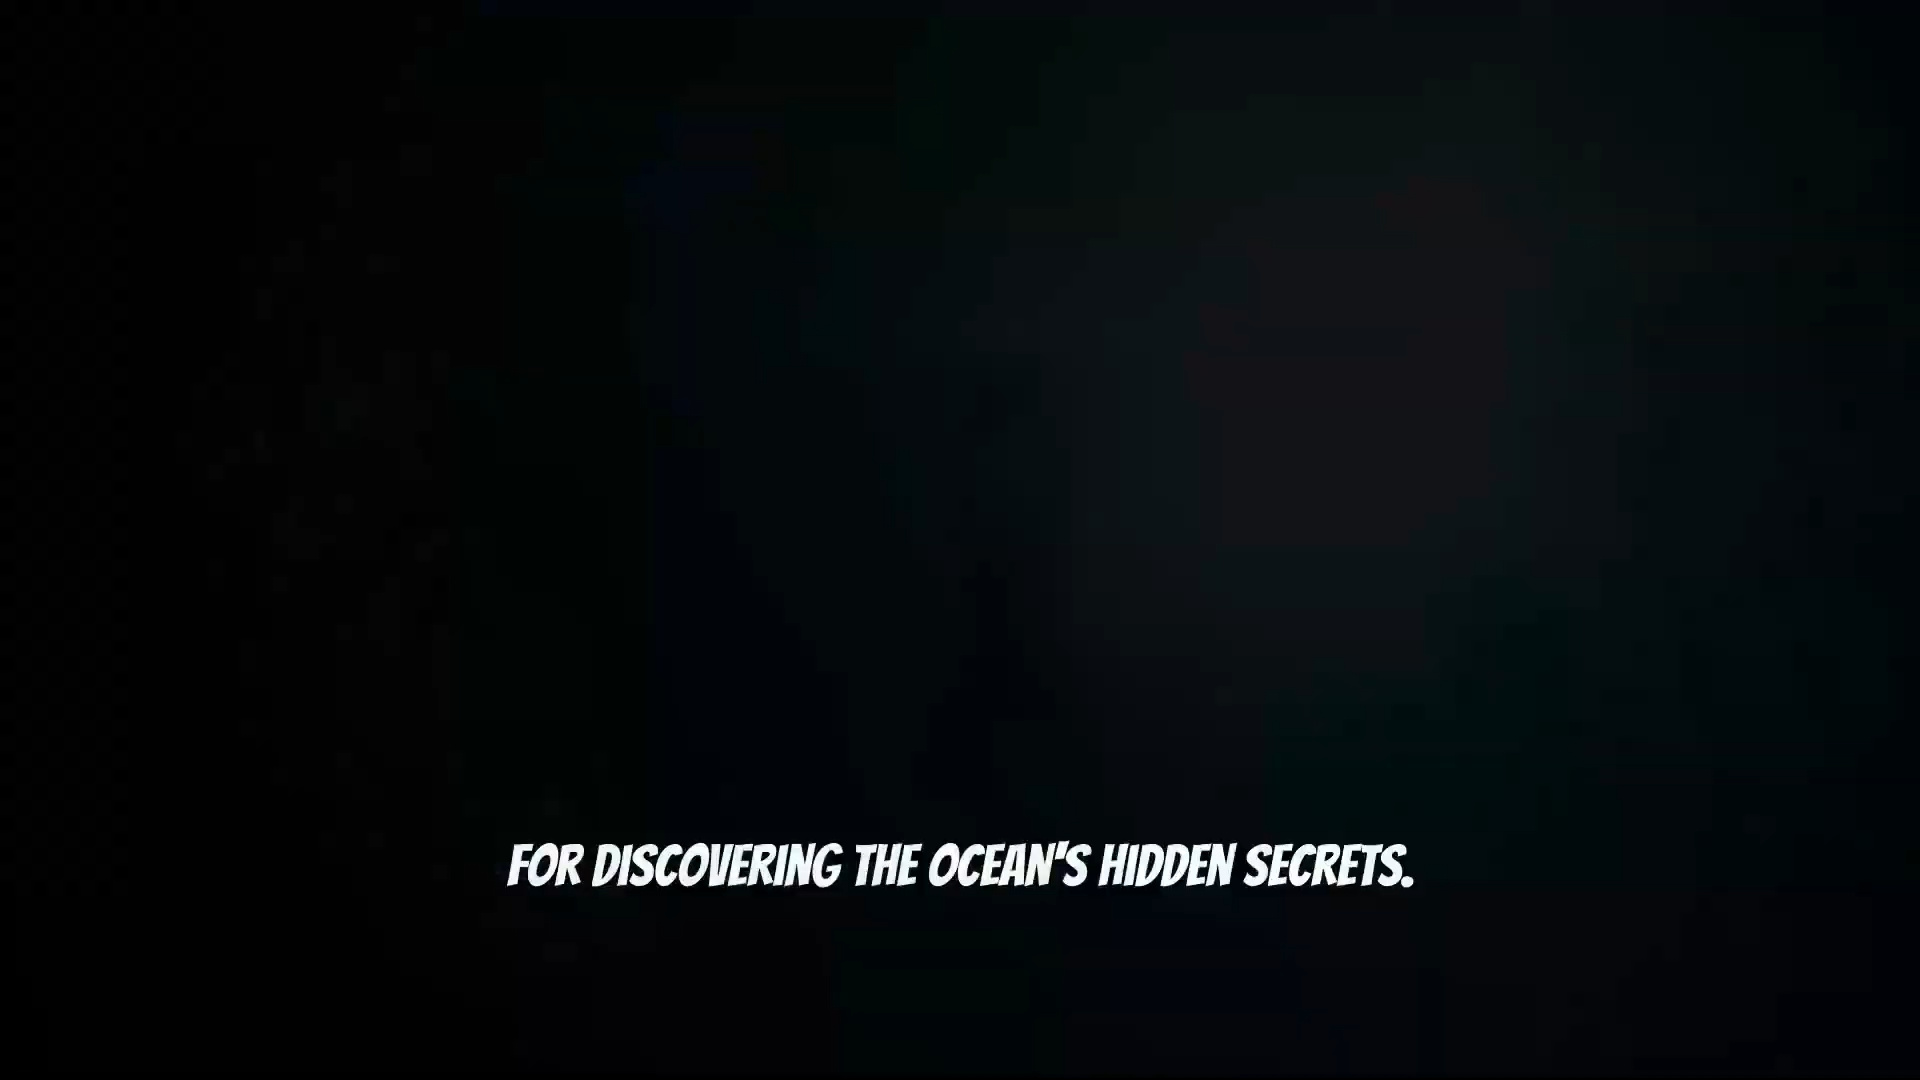 FOR DISCOVERING THE OCEAN'S HIDDEN SECRETS.